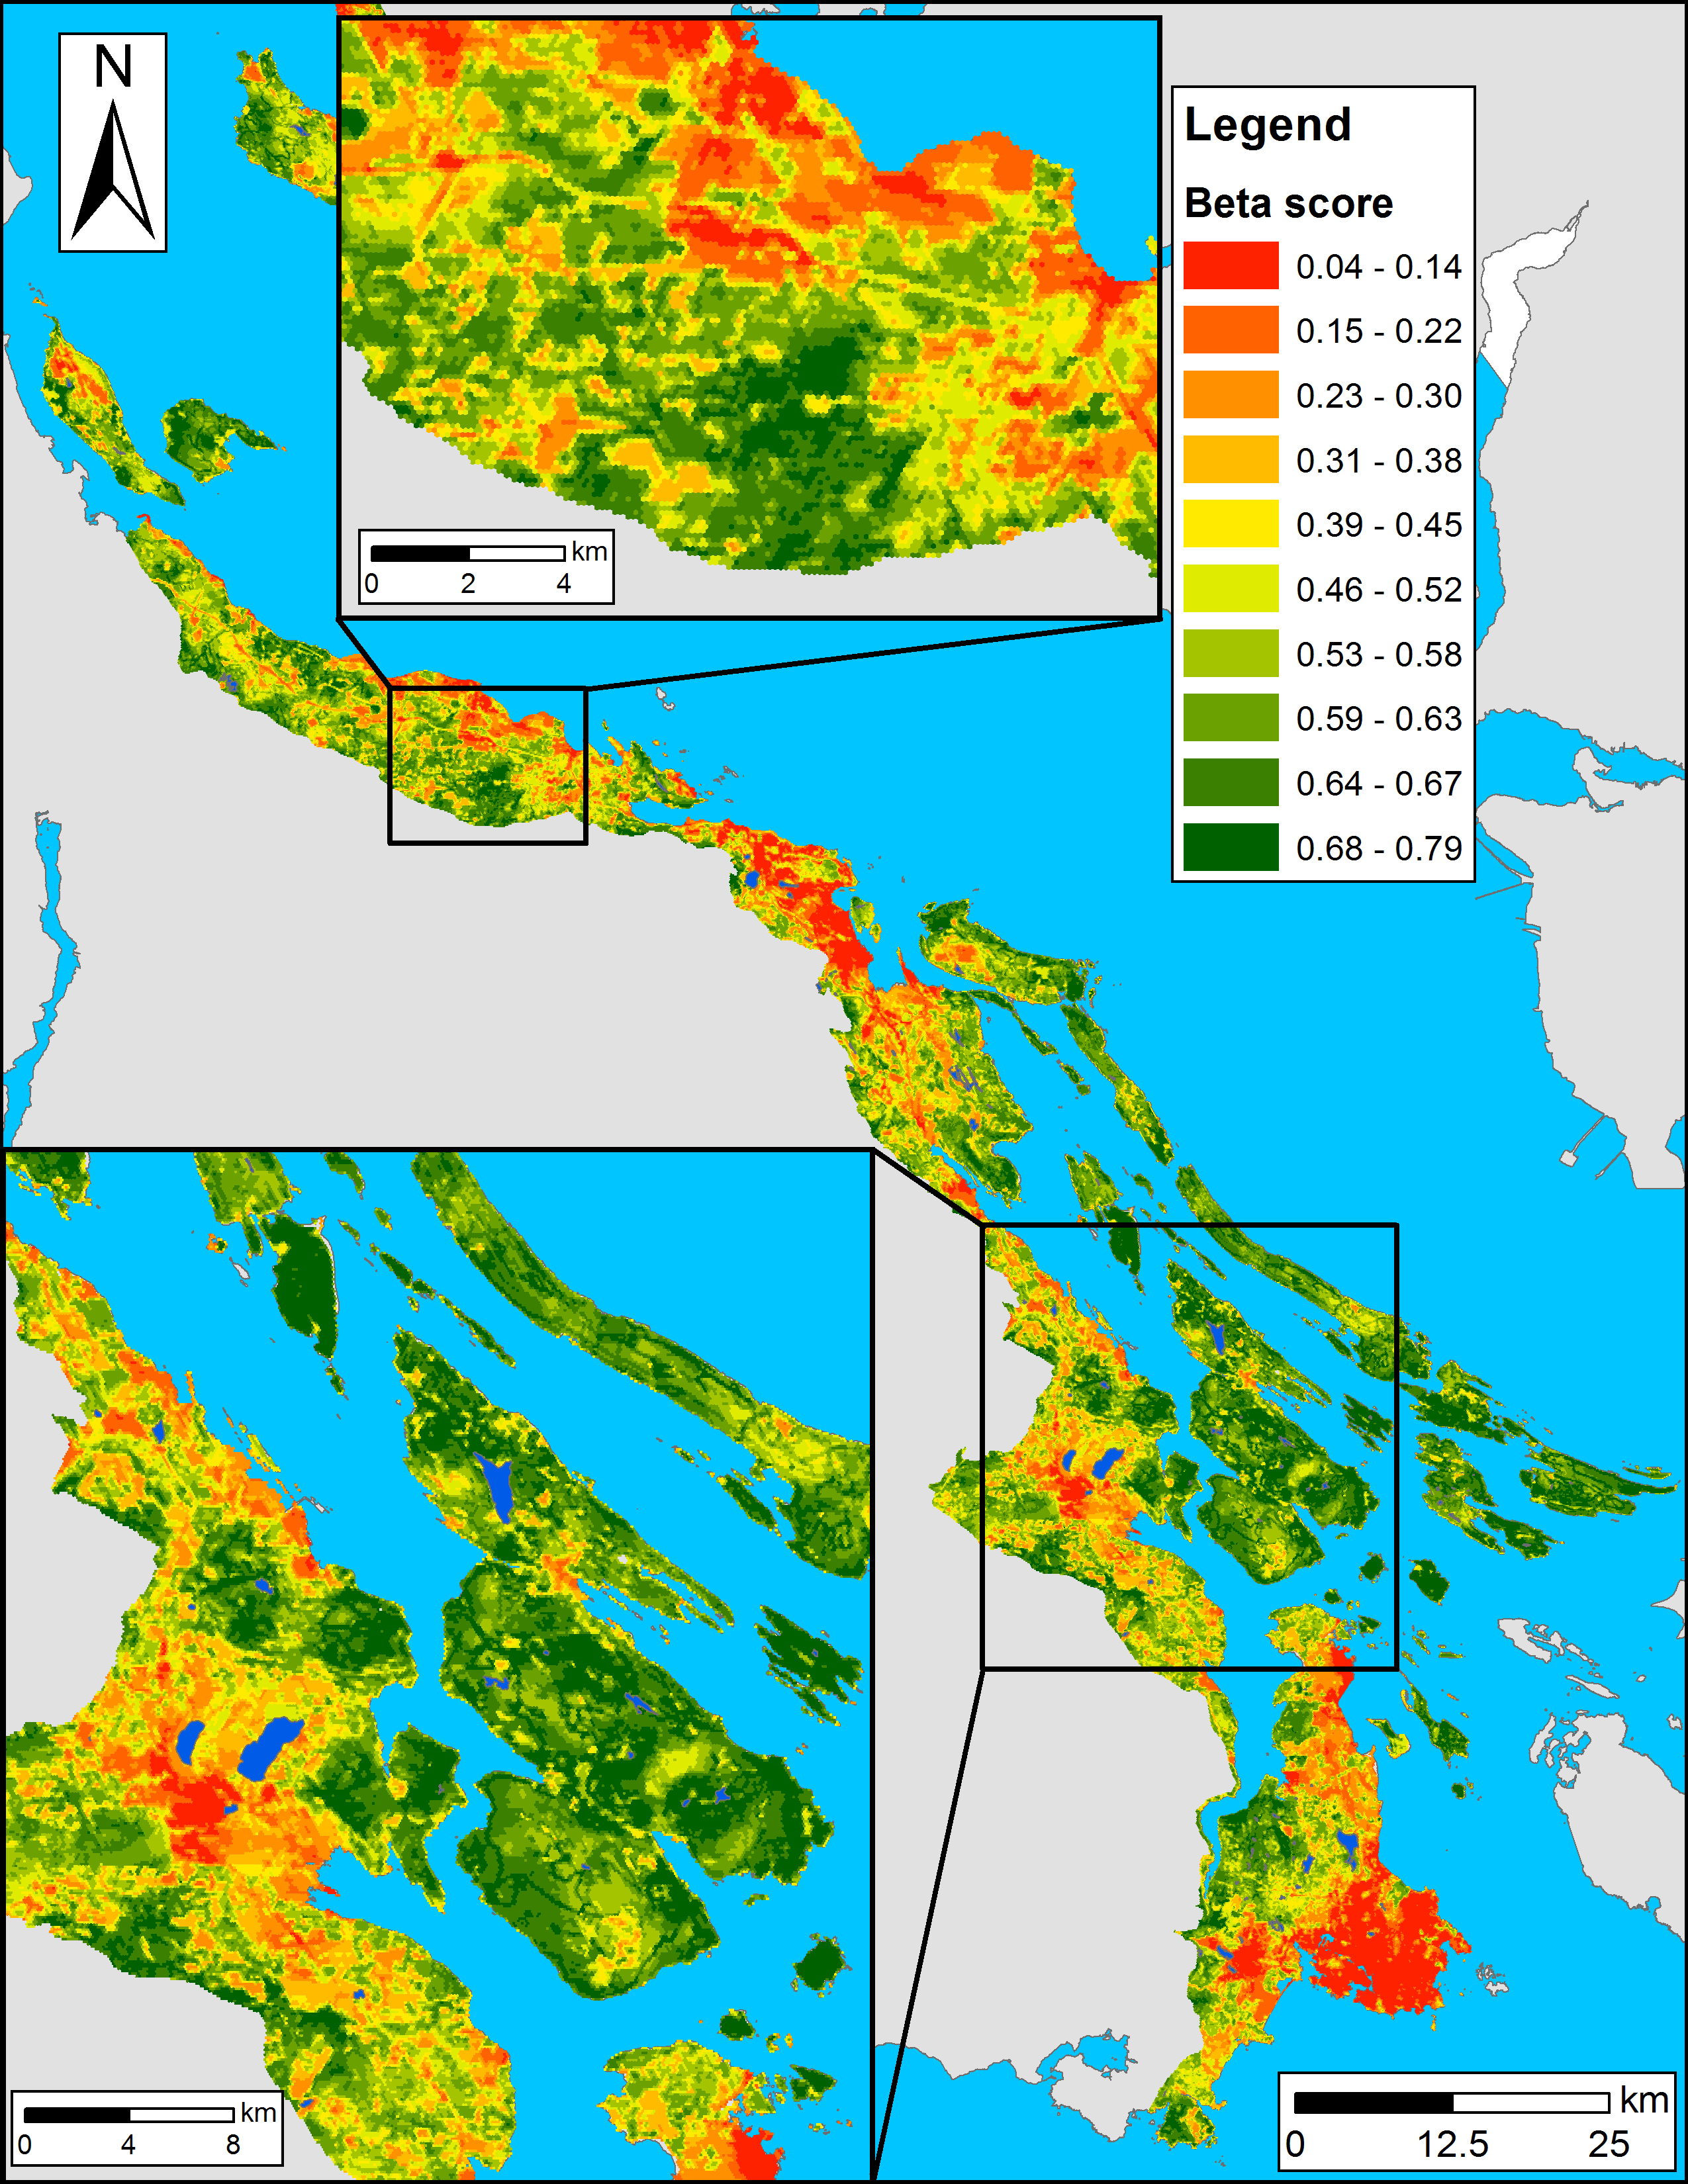 N
Legend
Beta score
0.04 - 0.14
0.15 - 0.22
0.23 - 0.30
0.31 - 0.38
0.39 - 0.45
0.46 - 0.52
0.53 - 0.58
0.59 - 0.63
0.64 - 0.67
0.68 - 0.79
km
0 2 4
km
0 4 8
km
0 12.5 25